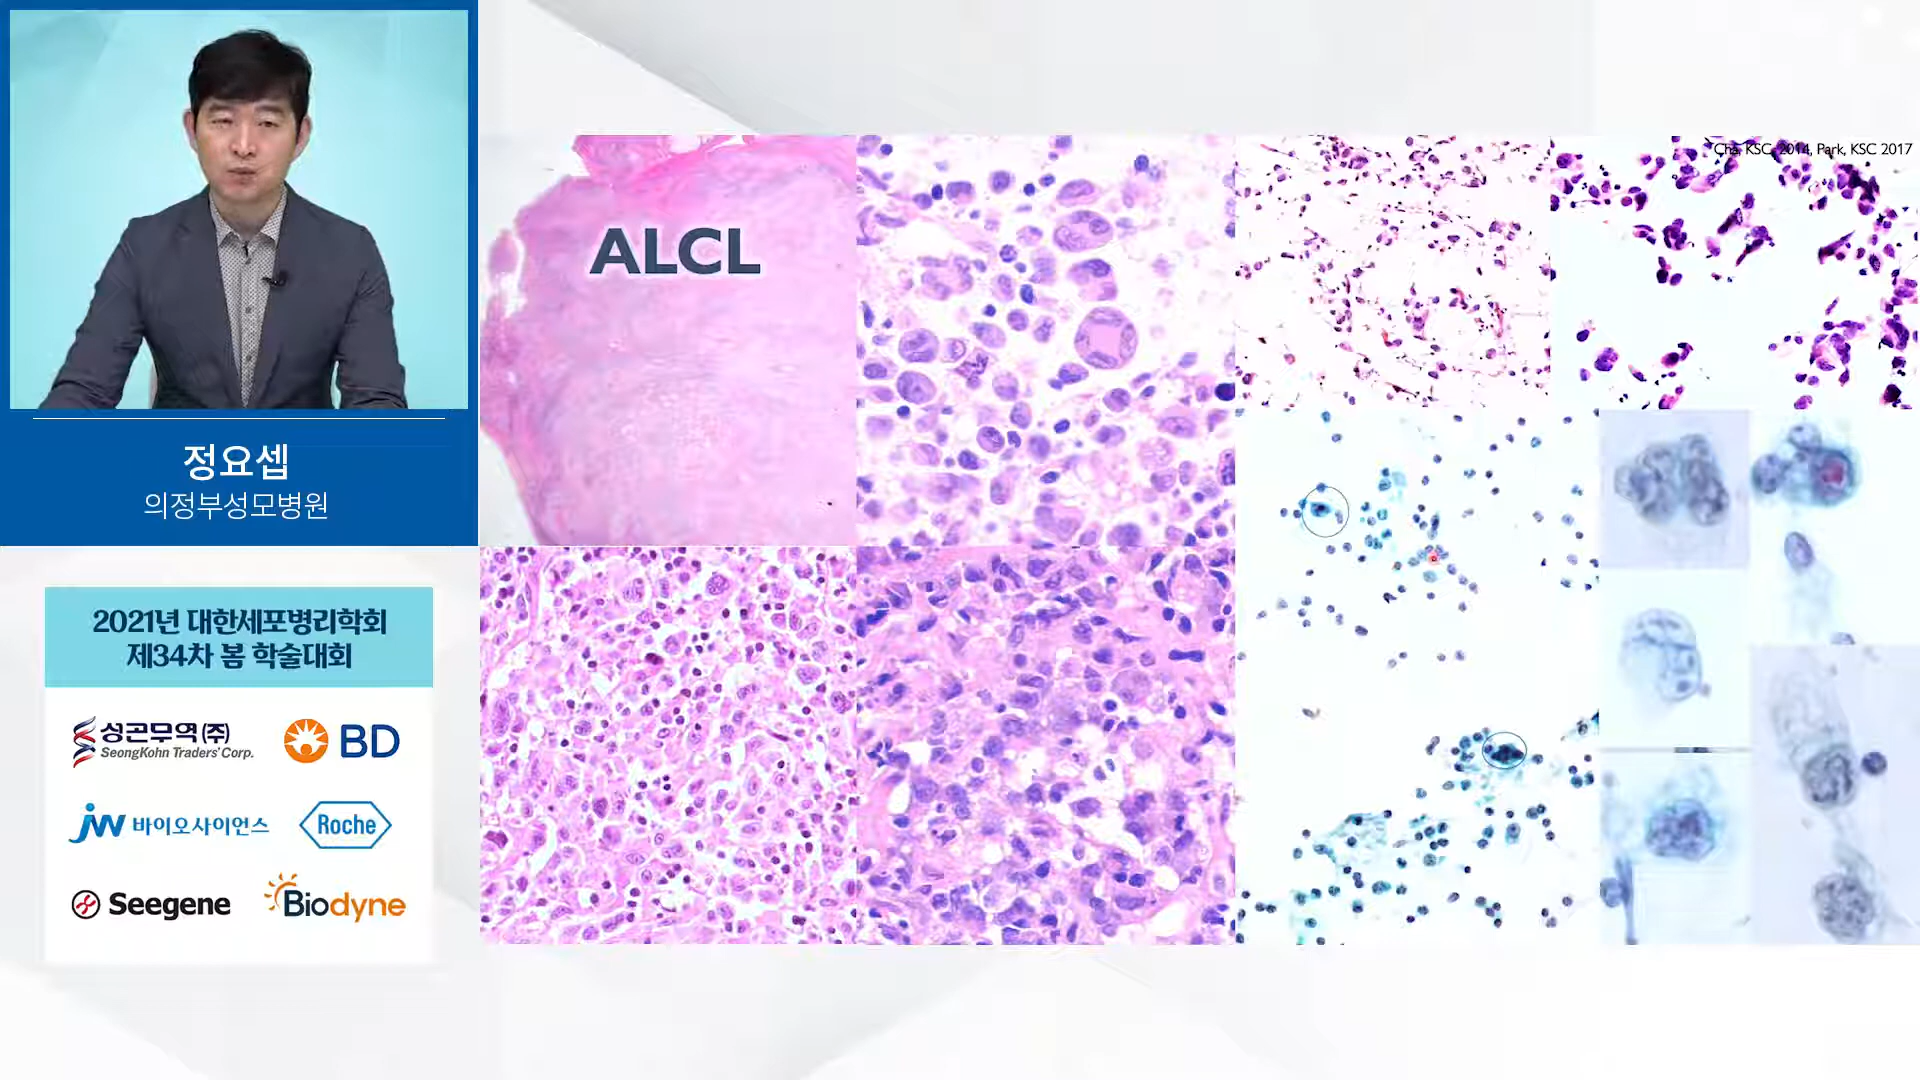 Cha, KSC, 2014, Park, KSC 2017
ALCL
정요셉
의정부성모병원
2021년 대한세포병리학회
제34차 봄 학술대회
성곤무역(주)
SeongKohn Traders' Corp.
BD
jw 바이오사이언스
Roche
Seegene
Biodyne